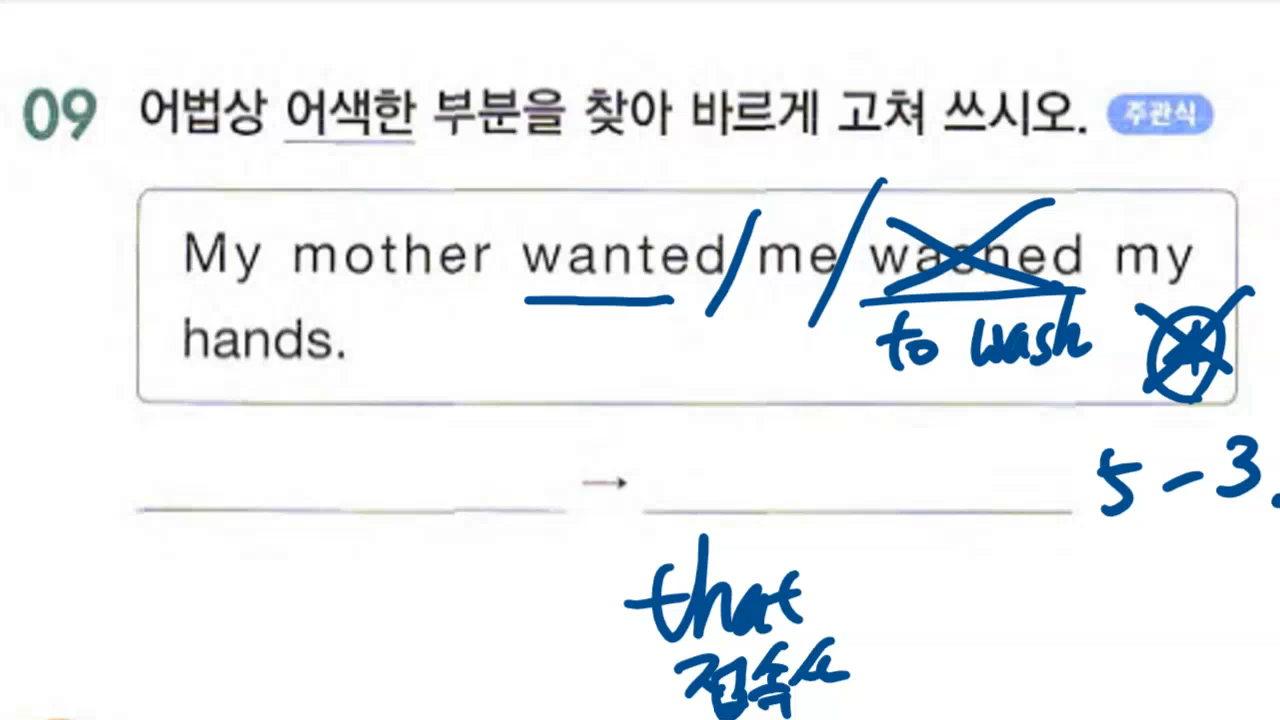 09 어법상 어색한 부분을 찾아 바르게 고쳐 쓰시오. 주관식
My mother wanted me washed my
to wash
hands.
→
5-3.
that
접속사